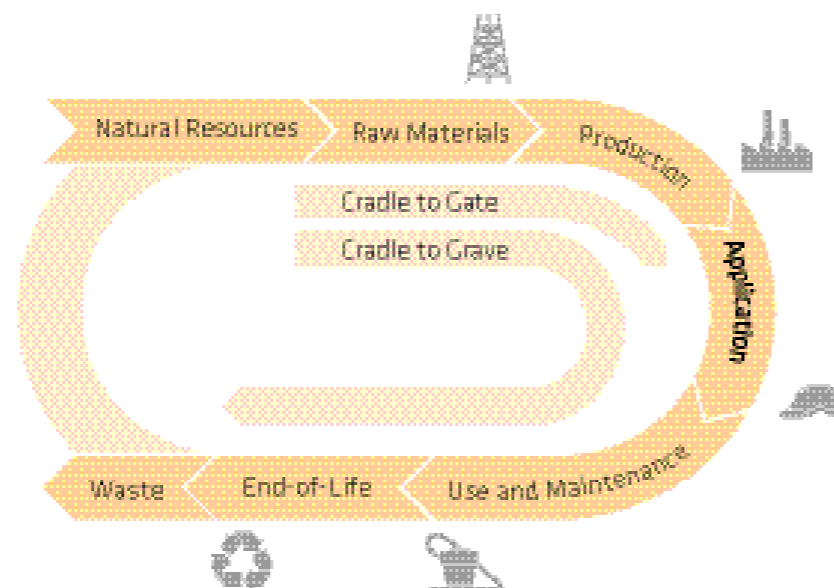 Natural Resources
Raw Materials
Production
Cradle to Gate
Cradle to Grave
Application
Use and Maintenance
End-of-Life
Waste